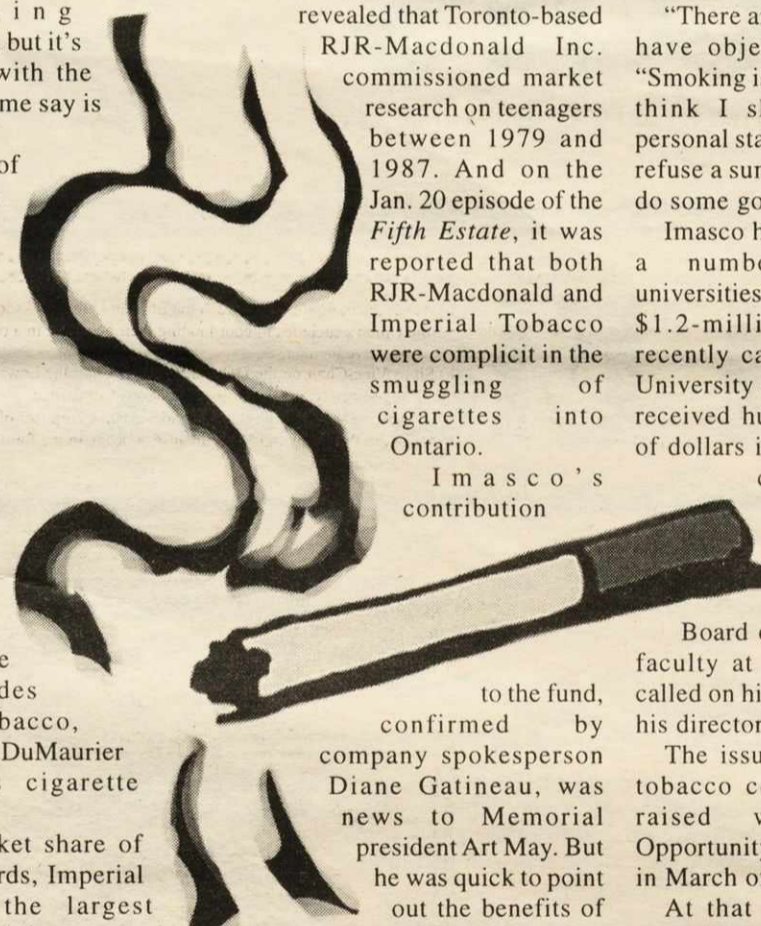 ing
but it's
with the
me say is
of
e
des
bacco,
DuMaurier
cigarette
ket share of
rds, Imperial
the largest
revealed that Toronto-based
RJR-Macdonald Inc.
commissioned market
research on teenagers
between 1979 and
1987. And on the
Jan. 20 episode of the
Fifth Estate, it was
reported that both
RJR-Macdonald and
Imperial Tobacco
were complicit in the
smuggling of
cigarettes into
Ontario.
Imasco's
contribution
to the fund,
confirmed by
company spokesperson
Diane Gatineau, was
news to Memorial
president Art May. But
he was quick to point
out the benefits of
"There a
have obje
"Smoking i
think I s
personal sta
refuse a sur
do some go
Imasco h
a numb
universities
$1.2-milli
recently ca
University
received hu
of dollars i
Board
faculty at
called on hi
his director
The issu
tobacco c
raised
Opportunity
in March o
At that